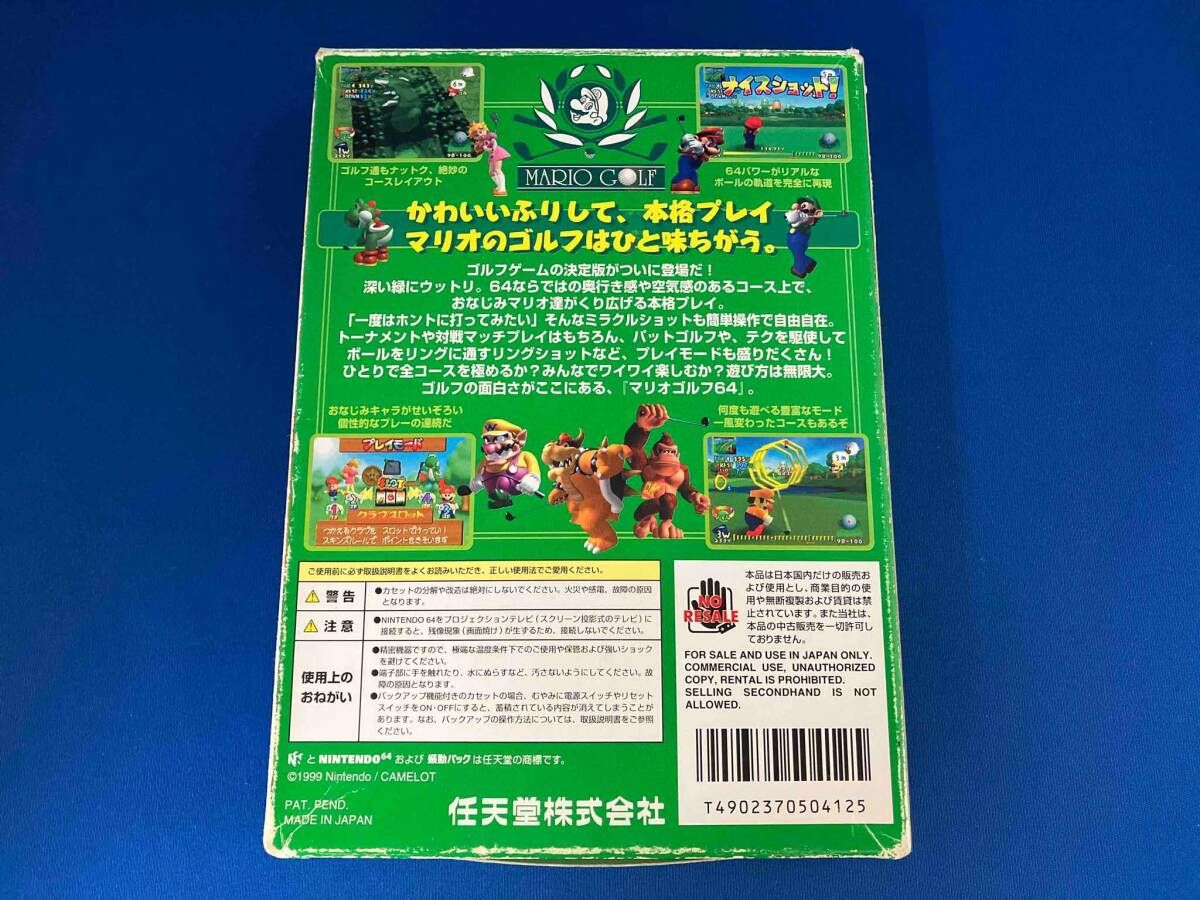 MARIO GOLF
ナイスショット!
ゴルフ通もナットク、絶妙の
コースレイアウト
64パワーがリアルな
ボールの軌道を完全に再現
かわいいふりして、本格プレイ
マリオのゴルフはひと味ちがう。
ゴルフゲームの決定版がついに登場だ!
深い緑にウットリ。64ならではの奥行き感や空気感のあるコース上で、
おなじみマリオ達がくり広げる本格プレイ。
「一度はホントに打ってみたい」そんなミラクルショットも簡単操作で自由自在。
トーナメントや対戦マッチプレイはもちろん、パットゴルフや、テクを駆使して
ボールをリングに通すリングショットなど、プレイモードも盛りだくさん!
ひとりで全コースを極めるか?みんなでワイワイ楽しむか?遊び方は無限大。
ゴルフの面白さがここにある、『マリオゴルフ64』。
おなじみキャラがせいぞろい
個性的なプレーの連続だ
何度も遊べる豊富なモード
一風変わったコースもあるぞ
プレイモード
クラブスロット
つかえるクラブを スロットで行ってい!
スキンズルールで ポイントをきそいます
ご使用前に必ず取扱説明書をよくお読みいただき、正しい使用法でご愛用ください。
警告
●カセットの分解や改造は絶対にしないでください。火災や感電、故障の原因
となります。
注意
●NINTENDO 64をプロジェクションテレビ(スクリーン投影式のテレビ)に
接続すると、残像現象(画面焼け)が生ずるため、接続しないでください。
使用上の
おねがい
●精密機器ですので、極端な温度条件下でのご使用や保管および強いショック
を避けてください。
●端子部に手を触れたり、水にぬらすなど、汚さないようにしてください。故
障の原因となります。
●バックアップ機能付きのカセットの場合、むやみに電源スイッチやリセット
スイッチをON・OFFにすると、蓄積されている内容が消えてしまうことが
あります。なお、バックアップの操作方法については、取扱説明書をご参照
ください。
とNINTENDO64および振動パックは任天堂の商標です。
©1999 Nintendo / CAMELOT
PAT. PEND.
MADE IN JAPAN
任天堂株式会社
NO
RESALE
本品は日本国内だけの販売お
よび使用とし、商業目的の使
用や無断複製および賃貸は禁
止されています。また当社は、
本品の中古販売を一切許可し
ておりません。
FOR SALE AND USE IN JAPAN ONLY.
COMMERCIAL USE, UNAUTHORIZED
COPY, RENTAL IS PROHIBITED.
SELLING SECONDHAND IS NOT
ALLOWED.
T4902370504125